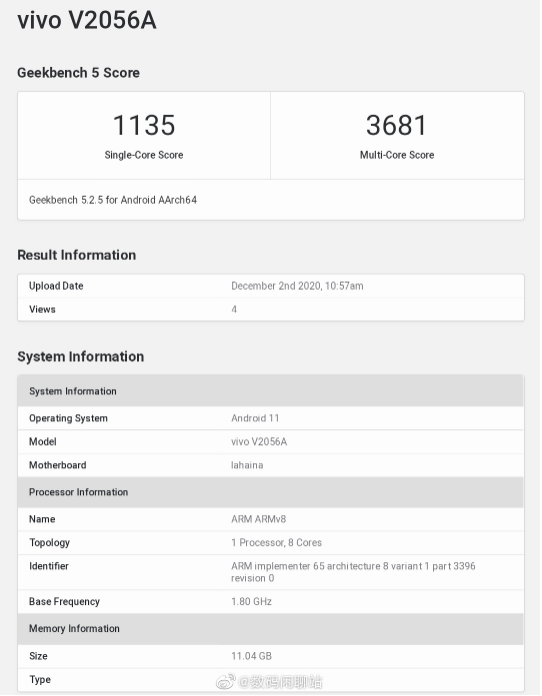 vivo V2056A
Geekbench 5 Score
1135
Single-Core Score
3681
Multi-Core Score
Geekbench 5.2.5 for Android AArch64
Result Information
Upload Date December 2nd 2020, 10:57am
Views 4
System Information
System Information
Operating System Android 11
Model vivo V2056A
Motherboard lahaina
Processor Information
Name ARM ARMv8
Topology 1 Processor, 8 Cores
Identifier ARM implementer 65 architecture 8 variant 1 part 3396
revision 0
Base Frequency 1.80 GHz
Memory Information
Size 11.04 GB
Type
@数码闲聊站